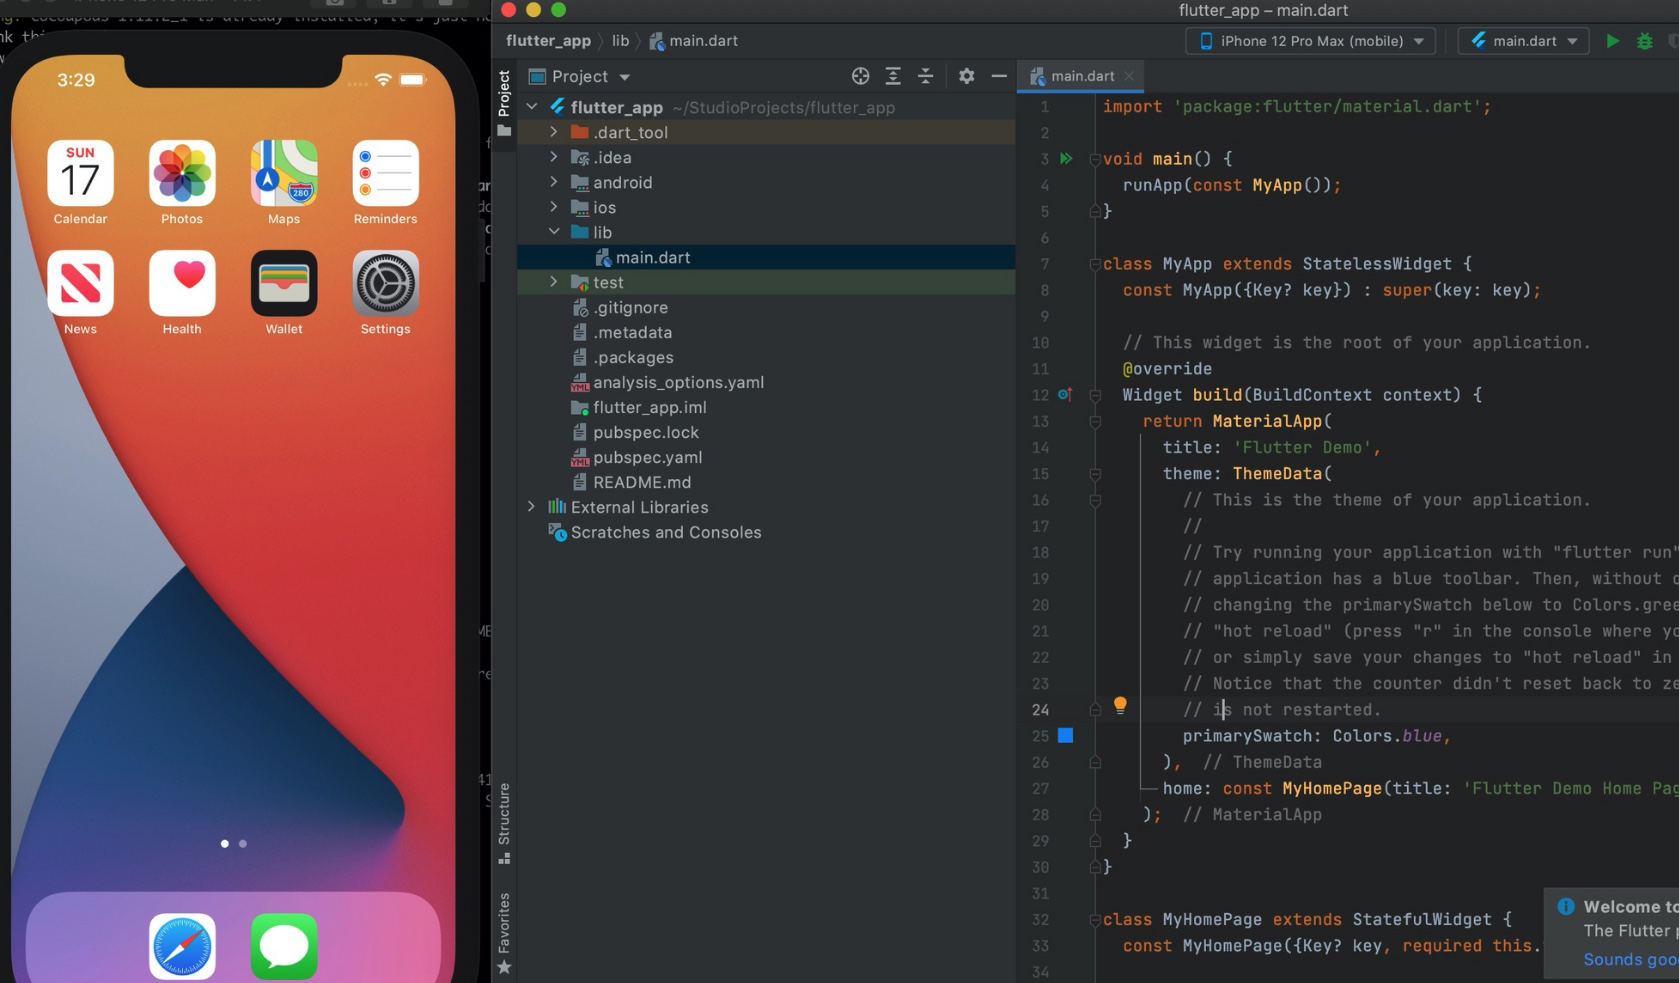 flutter_app – main.dart
flutter_app
lib
main.dart
iPhone 12 Pro Max (mobile)
main.dart
3:29
SUN
17
Calendar
Photos
280
Maps
Reminders
News
Health
Wallet
Settings
Project
Structure
Favorites
Project
flutter_app ~/StudioProjects/flutter_app
.dart_tool
.idea
android
ios
lib
main.dart
test
.gitignore
.metadata
.packages
analysis_options.yaml
flutter_app.iml
pubspec.lock
pubspec.yaml
README.md
External Libraries
Scratches and Consoles
main.dart
1 import 'package:flutter/material.dart';
2
3 void main() {
4 runApp(const MyApp());
5 }
6
7 class MyApp extends StatelessWidget {
8 const MyApp({Key? key}) : super(key: key);
9
10 // This widget is the root of your application.
11 @override
12 Widget build(BuildContext context) {
13 return MaterialApp(
14 title: 'Flutter Demo',
15 theme: ThemeData(
16 // This is the theme of your application.
17 //
18 // Try running your application with "flutter run"
19 // application has a blue toolbar. Then, without
20 // changing the primarySwatch below to Colors.gree
21 // "hot reload" (press "r" in the console where yo
22 // or simply save your changes to "hot reload" in
23 // Notice that the counter didn't reset back to ze
24 // is not restarted.
25 primarySwatch: Colors.blue,
26 ), // ThemeData
27 home: const MyHomePage(title: 'Flutter Demo Home Pag
28 ); // MaterialApp
29 }
30 }
31
32 class MyHomePage extends StatefulWidget {
33 const MyHomePage({Key? key, required this.
34
Welcome to
The Flutter p
Sounds goo